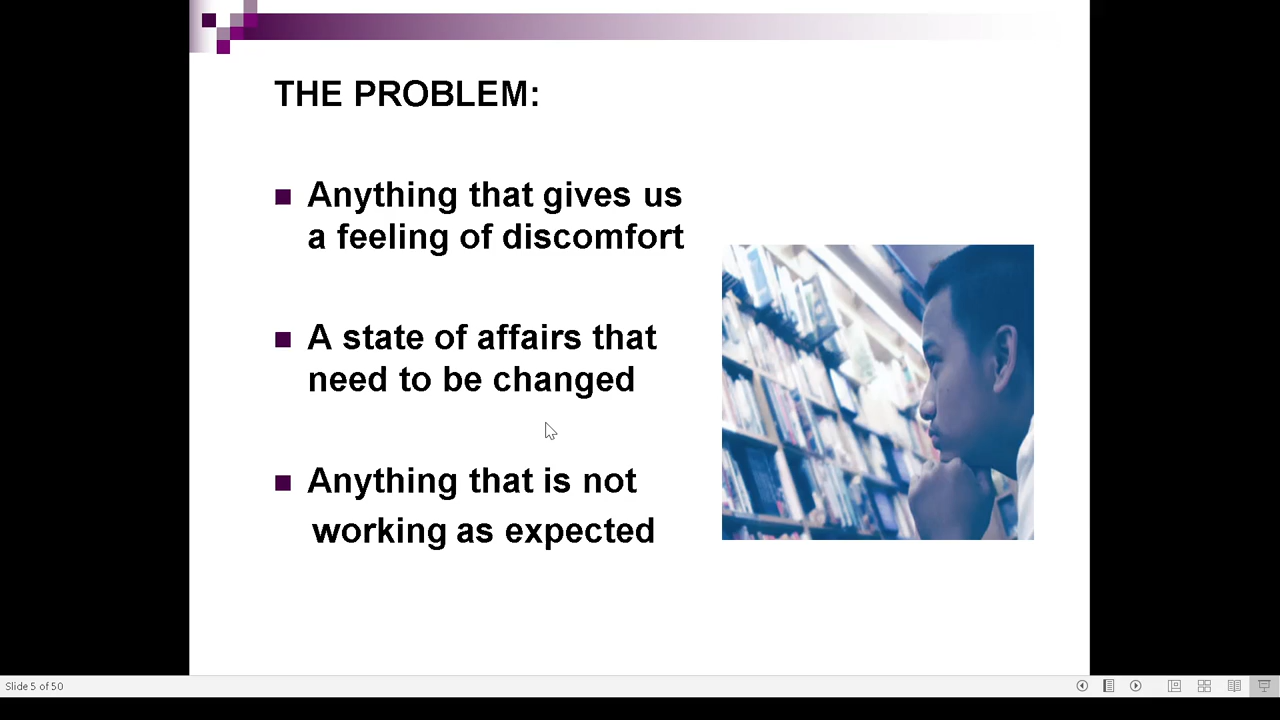 THE PROBLEM:
Anything that gives us
a feeling of discomfort
A state of affairs that
need to be changed
Anything that is not
working as expected
Slide 5 of 50